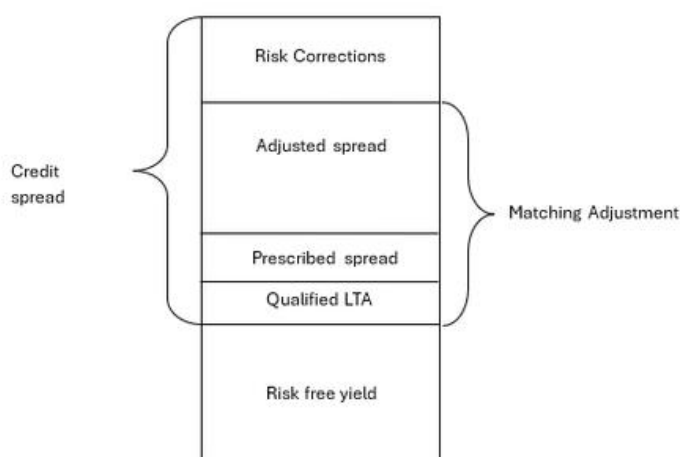 Risk Corrections
Adjusted spread
Credit
spread
Matching Adjustment
Prescribed spread
Qualified LTA
Risk free yield